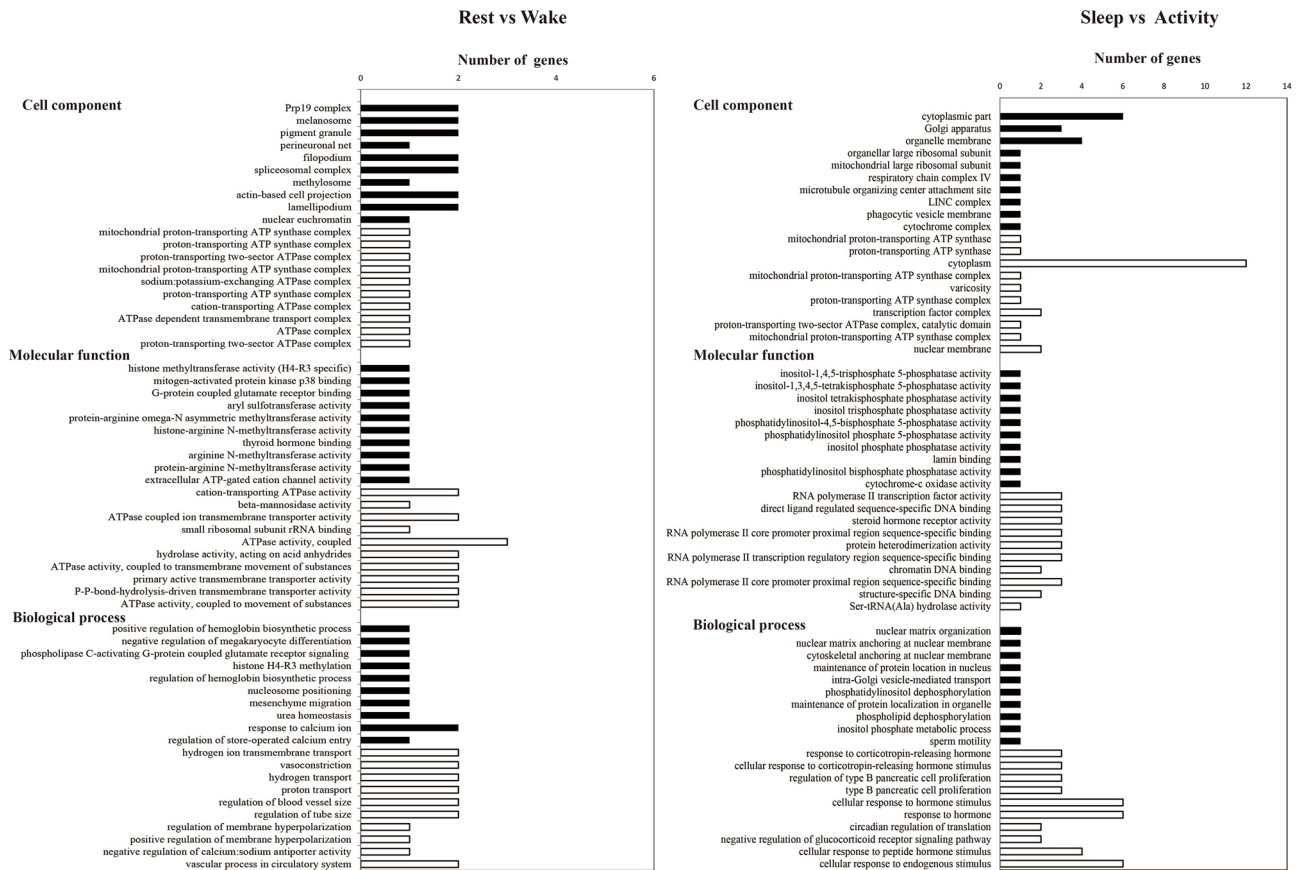 Rest vs Wake
Number of genes
0 2 4 6
Cell component
Prp19 complex
melanosome
pigment granule
perineuronal net
filopodium
spliceosomal complex
methylosome
actin-based cell projection
lamellipodium
nuclear euchromatin
mitochondrial proton-transporting ATP synthase complex
proton-transporting ATP synthase complex
proton-transporting two-sector ATPase complex
mitochondrial proton-transporting ATP synthase complex
sodium:potassium-exchanging ATPase complex
proton-transporting ATP synthase complex
cation-transporting ATPase complex
ATPase dependent transmembrane transport complex
ATPase complex
proton-transporting two-sector ATPase complex
Molecular function
histone methyltransferase activity (H4-R3 specific)
mitogen-activated protein kinase p38 binding
G-protein coupled glutamate receptor binding
aryl sulfotransferase activity
protein-arginine omega-N asymmetric methyltransferase activity
histone-arginine N-methyltransferase activity
thyroid hormone binding
arginine N-methyltransferase activity
protein-arginine N-methyltransferase activity
extracellular ATP-gated cation channel activity
cation-transporting ATPase activity
beta-mannosidase activity
ATPase coupled ion transmembrane transporter activity
small ribosomal subunit rRNA binding
ATPase activity, coupled
hydrolase activity, acting on acid anhydrides
ATPase activity, coupled to transmembrane movement of substances
primary active transmembrane transporter activity
P-P-bond-hydrolysis-driven transmembrane transporter activity
ATPase activity, coupled to movement of substances
Biological process
positive regulation of hemoglobin biosynthetic process
negative regulation of megakaryocyte differentiation
phospholipase C-activating G-protein coupled glutamate receptor signaling
histone H4-R3 methylation
regulation of hemoglobin biosynthetic process
nucleosome positioning
mesenchyme migration
urea homeostasis
response to calcium ion
regulation of store-operated calcium entry
hydrogen ion transmembrane transport
vasoconstriction
hydrogen transport
proton transport
regulation of blood vessel size
regulation of tube size
regulation of membrane hyperpolarization
positive regulation of membrane hyperpolarization
negative regulation of calcium:sodium antiporter activity
vascular process in circulatory system
Sleep vs Activity
Number of genes
0 2 4 6 8 10 12 14
Cell component
cytoplasmic part
Golgi apparatus
organelle membrane
organellar large ribosomal subunit
mitochondrial large ribosomal subunit
respiratory chain complex IV
microtubule organizing center attachment site
LINC complex
phagocytic vesicle membrane
cytochrome complex
mitochondrial proton-transporting ATP synthase
proton-transporting ATP synthase
cytoplasm
mitochondrial proton-transporting ATP synthase complex
varicosity
proton-transporting ATP synthase complex
transcription factor complex
proton-transporting two-sector ATPase complex, catalytic domain
mitochondrial proton-transporting ATP synthase complex
nuclear membrane
Molecular function
inositol-1,4,5-trisphosphate 5-phosphatase activity
inositol-1,3,4,5-tetrakisphosphate 5-phosphatase activity
inositol tetrakisphosphate phosphatase activity
inositol trisphosphate phosphatase activity
phosphatidylinositol-4,5-bisphosphate 5-phosphatase activity
phosphatidylinositol phosphate 5-phosphatase activity
inositol phosphate phosphatase activity
lamin binding
phosphatidylinositol bisphosphate phosphatase activity
cytochrome-c oxidase activity
RNA polymerase II transcription factor activity
direct ligand regulated sequence-specific DNA binding
steroid hormone receptor activity
RNA polymerase II core promoter proximal region sequence-specific binding
protein heterodimerization activity
RNA polymerase II transcription regulatory region sequence-specific binding
chromatin DNA binding
RNA polymerase II core promoter proximal region sequence-specific binding
structure-specific DNA binding
Ser-tRNA(Ala) hydrolase activity
Biological process
nuclear matrix organization
nuclear matrix anchoring at nuclear membrane
cytoskeletal anchoring at nuclear membrane
maintenance of protein location in nucleus
intra-Golgi vesicle-mediated transport
phosphatidylinositol dephosphorylation
maintenance of protein localization in organelle
phospholipid dephosphorylation
inositol phosphate metabolic process
sperm motility
response to corticotropin-releasing hormone
cellular response to corticotropin-releasing hormone stimulus
regulation of type B pancreatic cell proliferation
type B pancreatic cell proliferation
cellular response to hormone stimulus
response to hormone
circadian regulation of translation
negative regulation of glucocorticoid receptor signaling pathway
cellular response to peptide hormone stimulus
cellular response to endogenous stimulus